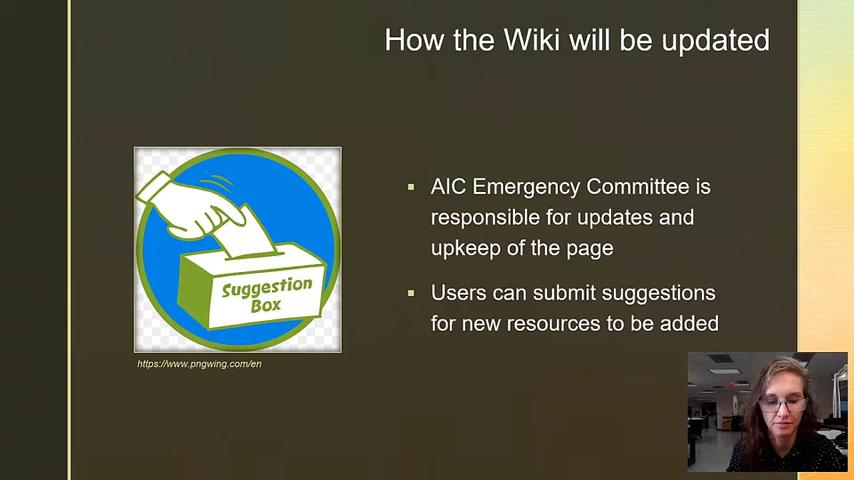 How the Wiki will be updated
Suggestion
Box
https://www.pngwing.com/en
AIC Emergency Committee is
responsible for updates and
upkeep of the page
Users can submit suggestions
for new resources to be added